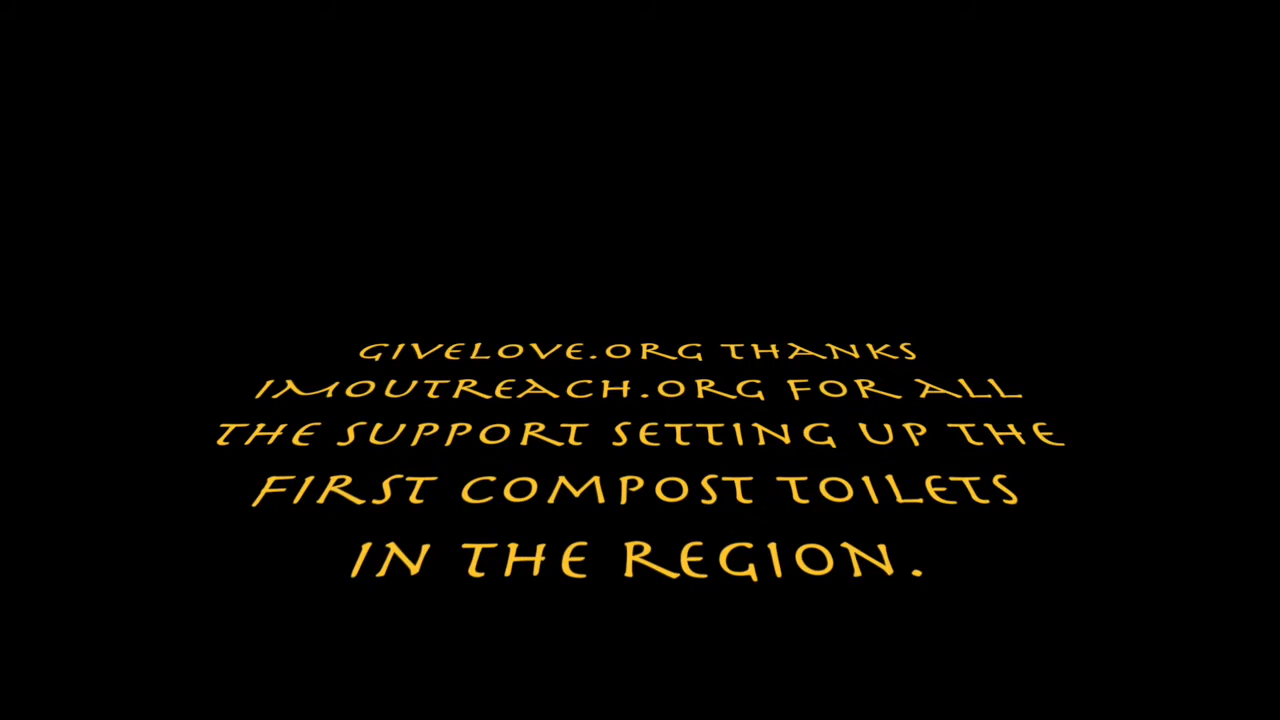 GIVELOVE.ORG THANKS
IMOUTREACH.ORG FOR ALL
THE SUPPORT SETTING UP THE
FIRST COMPOST TOILETS
IN THE REGION.